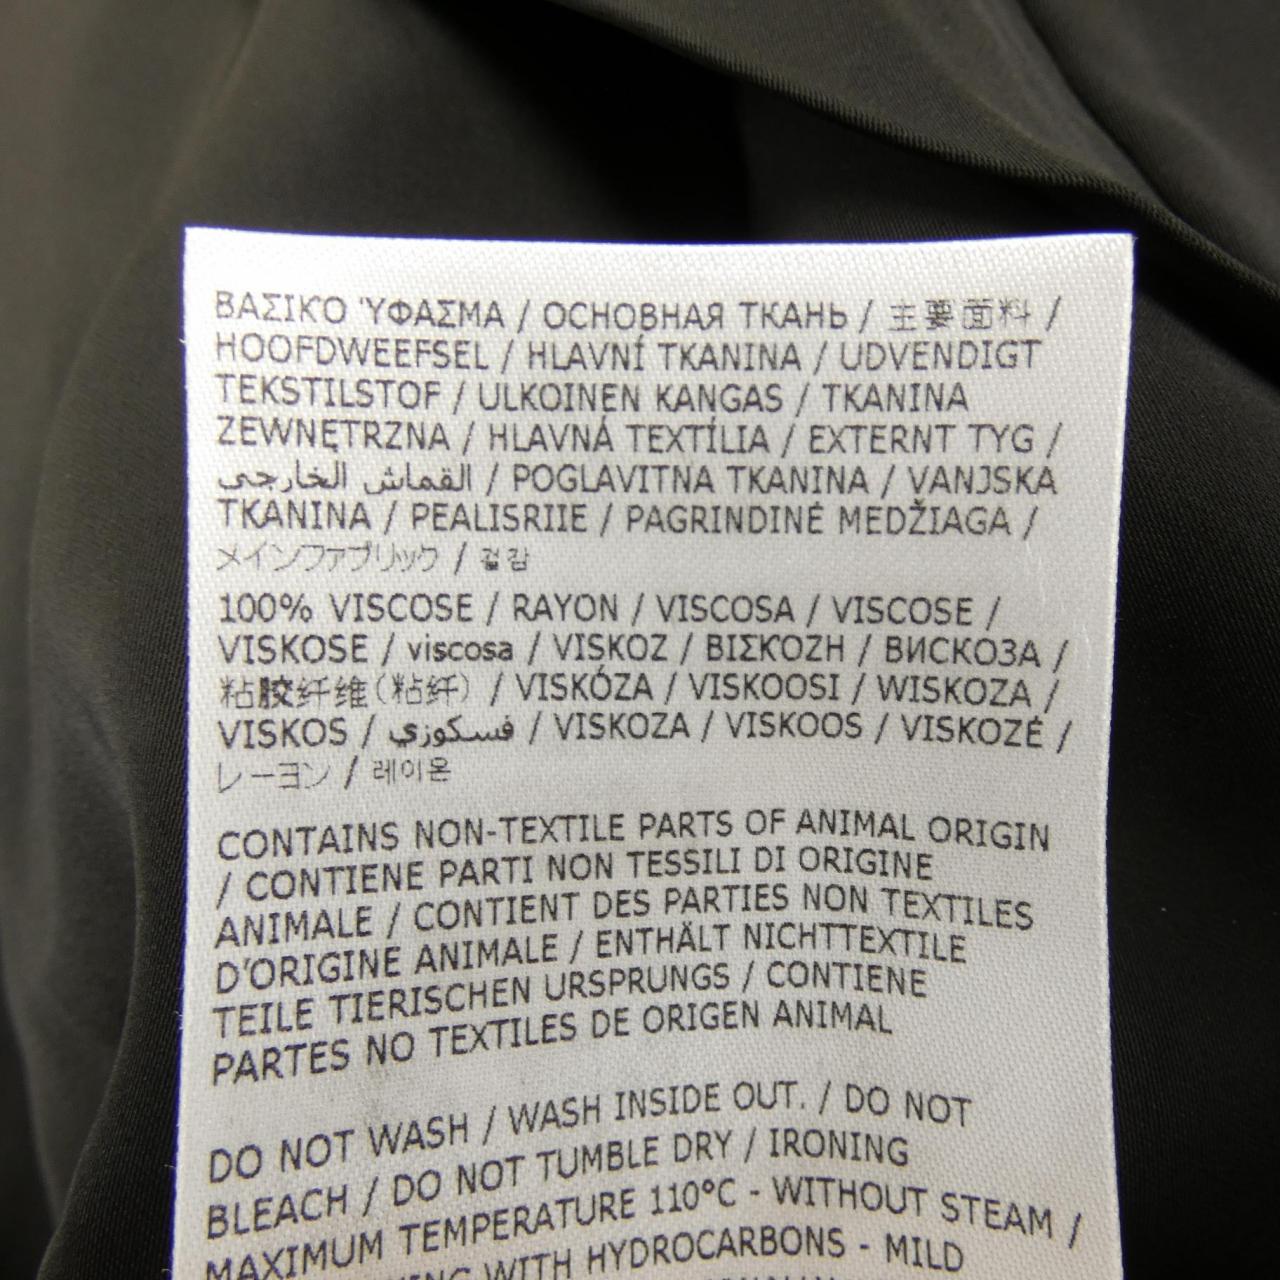 ΒΑΣΙΚΌ ΎΦΑΣΜΑ / ОСНОВНАЯ ТКАНЬ / 主要面料 /
HOOFDWEEFSEL / HLAVNÍ TKANINA / UDVENDIGT
TEKSTILSTOF / ULKOINEN KANGAS / TKANINA
ZEWNĘTRZNA / HLAVNÁ TEXTÍLIA / EXTERNT TYG /
القماش الخارجي / POGLAVITNA TKANINA / VANJSKA
TKANINA / PEALISRIIE / PAGRINDINĖ MEDŽIAGA /
メインファブリック / 겉감
100% VISCOSE / RAYON / VISCOSA / VISCOSE /
VISKOSE / viscosa / VISKOZ / ΒΙΣΚΌΖΗ / ВИСКОЗА /
粘胶纤维(粘纤) / VISKÓZA / VISKOOSI / WISKOZA /
VISKOS / فسكوزي / VISKOZA / VISKOOS / VISKOZĖ /
レーヨン / 레이온
CONTAINS NON-TEXTILE PARTS OF ANIMAL ORIGIN
/ CONTIENE PARTI NON TESSILI DI ORIGINE
ANIMALE / CONTIENT DES PARTIES NON TEXTILES
D'ORIGINE ANIMALE / ENTHÄLT NICHTTEXTILE
TEILE TIERISCHEN URSPRUNGS / CONTIENE
PARTES NO TEXTILES DE ORIGEN ANIMAL
DO NOT WASH / WASH INSIDE OUT. / DO NOT
BLEACH / DO NOT TUMBLE DRY / IRONING
MAXIMUM TEMPERATURE 110°C - WITHOUT STEAM /
WITH HYDROCARBONS - MILD